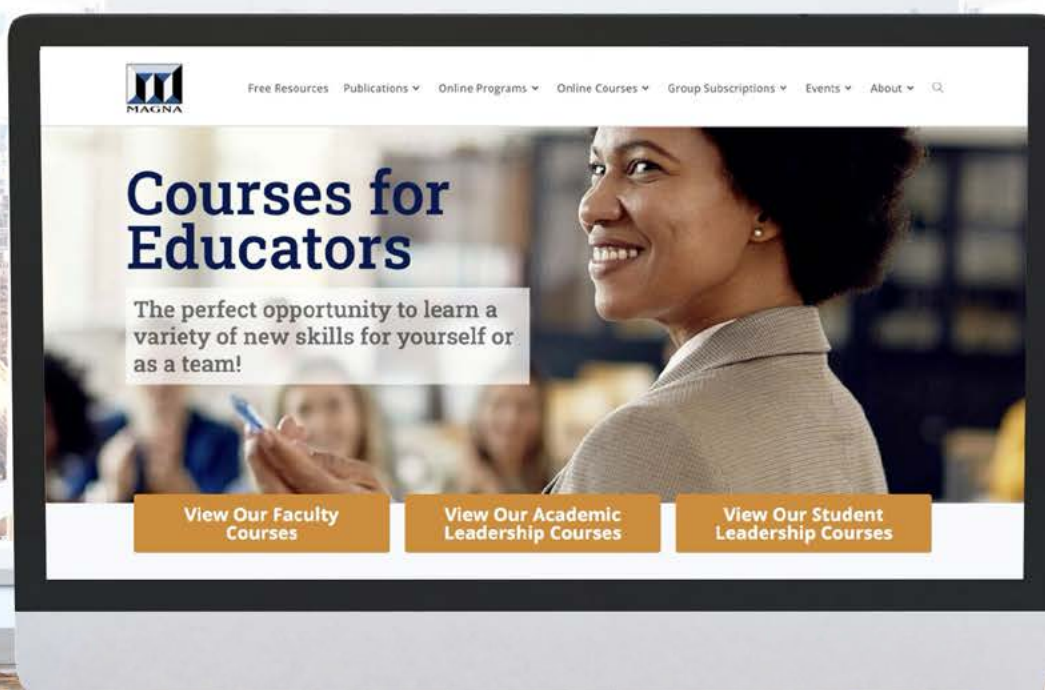 MAGNA
Free Resources Publications Online Programs Online Courses Group Subscriptions Events About
Courses for
Educators
The perfect opportunity to learn a
variety of new skills for yourself or
as a team!
View Our Faculty
Courses
View Our Academic
Leadership Courses
View Our Student
Leadership Courses